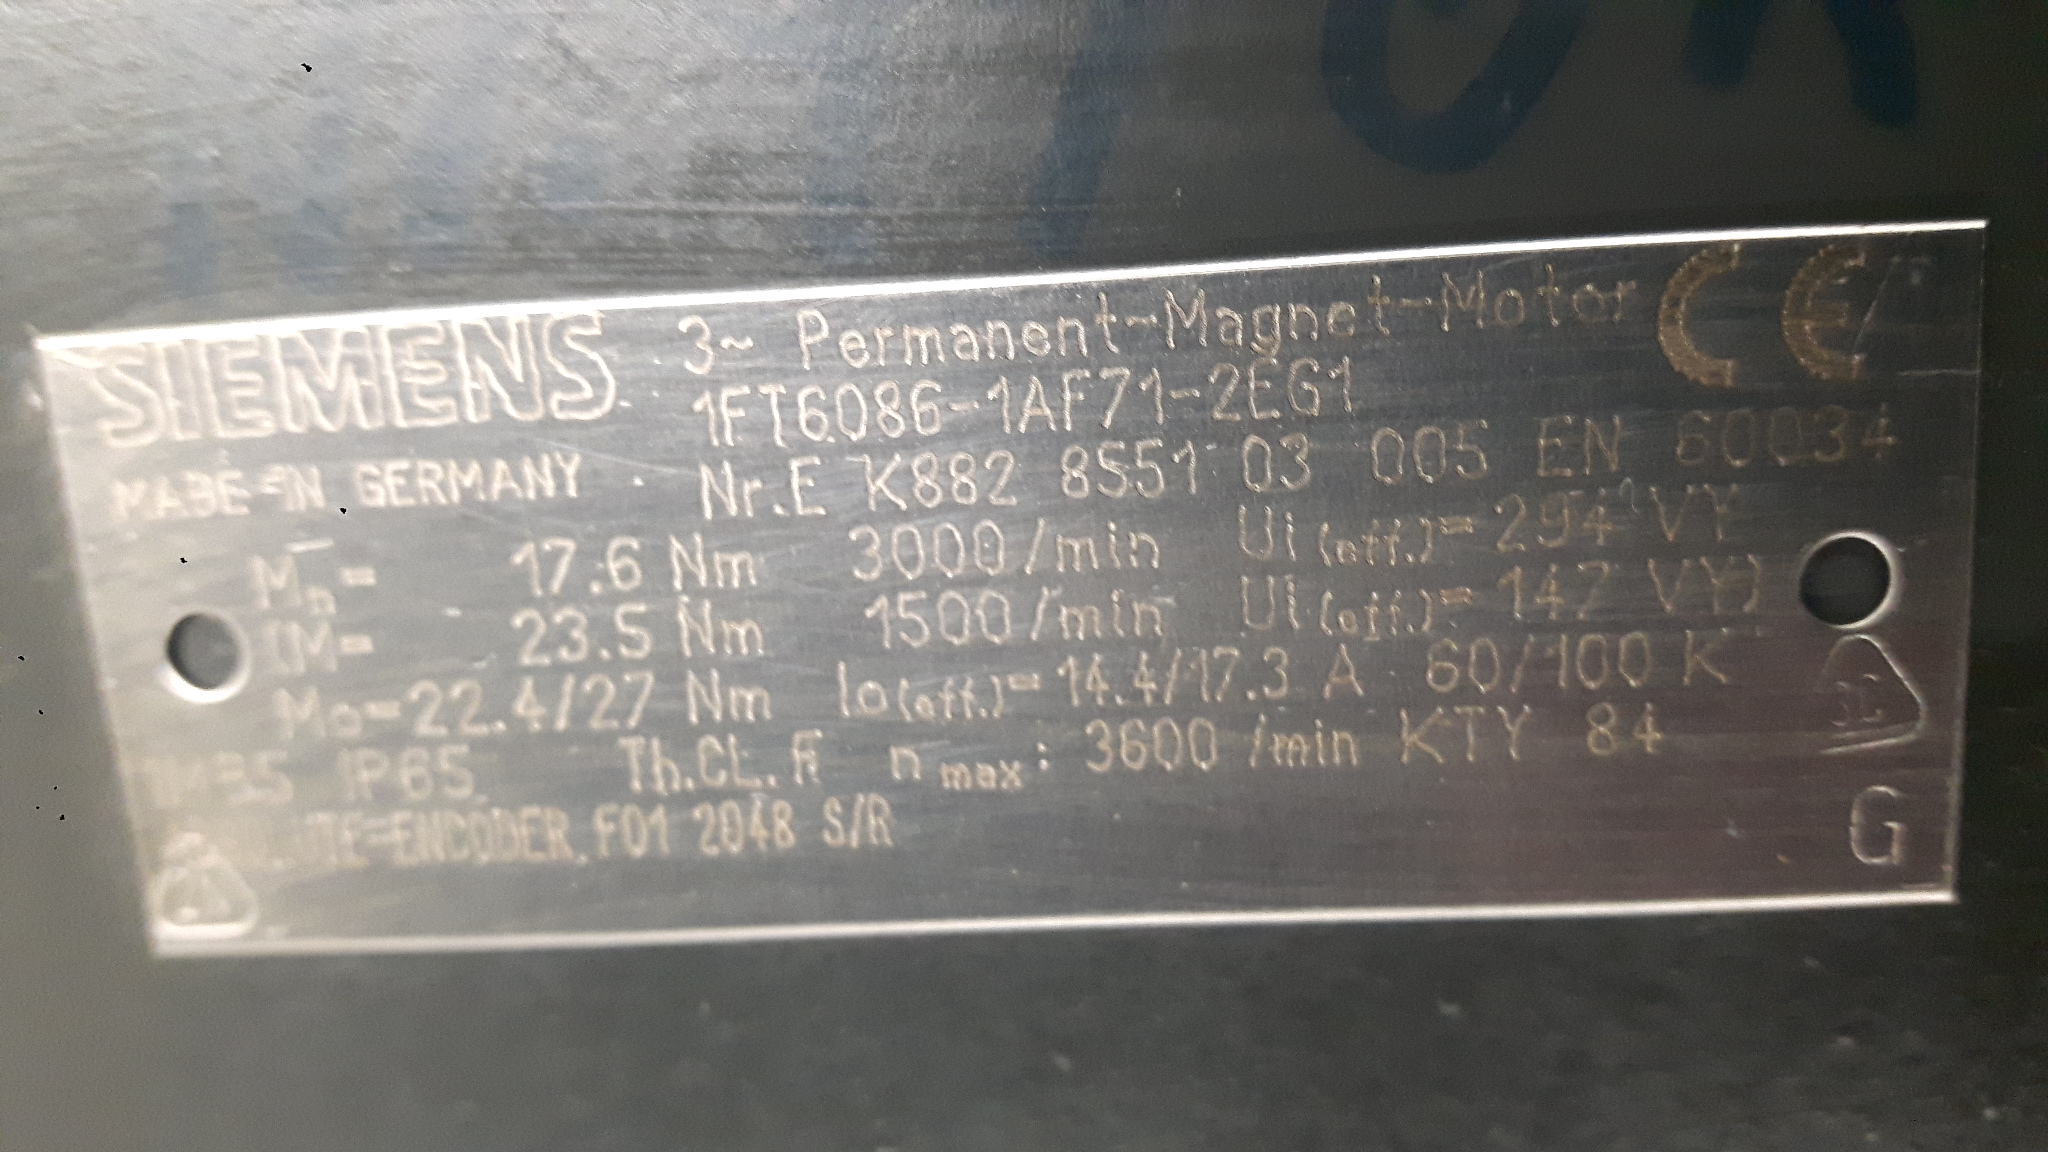 SIEMENS 3~ Permanent-Magnet-Motor CE
1FT6086-1AF71-2EG1
MADE IN GERMANY Nr.E K882 8551 03 005 EN 60034
Mn= 17.6 Nm 3000/min Ui(eff.)= 294 VY
(M= 23.5 Nm 1500/min Ui(eff.)= 147 VY)
Mo=22.4/27 Nm Io(eff.)= 14.4/17.3 A 60/100 K
IP65 Th.CL.F n max: 3600 /min KTY 84
ENCODER F01 2048 S/R
G